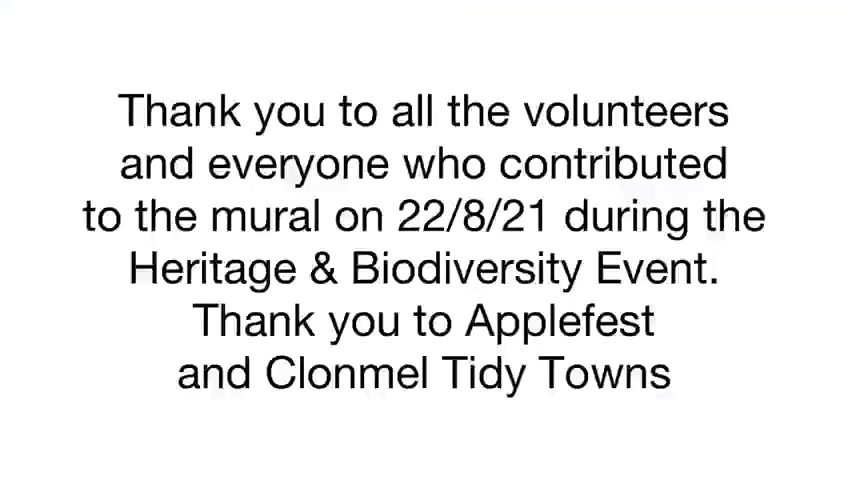 Thank you to all the volunteers
and everyone who contributed
to the mural on 22/8/21 during the
Heritage & Biodiversity Event.
Thank you to Applefest
and Clonmel Tidy Towns